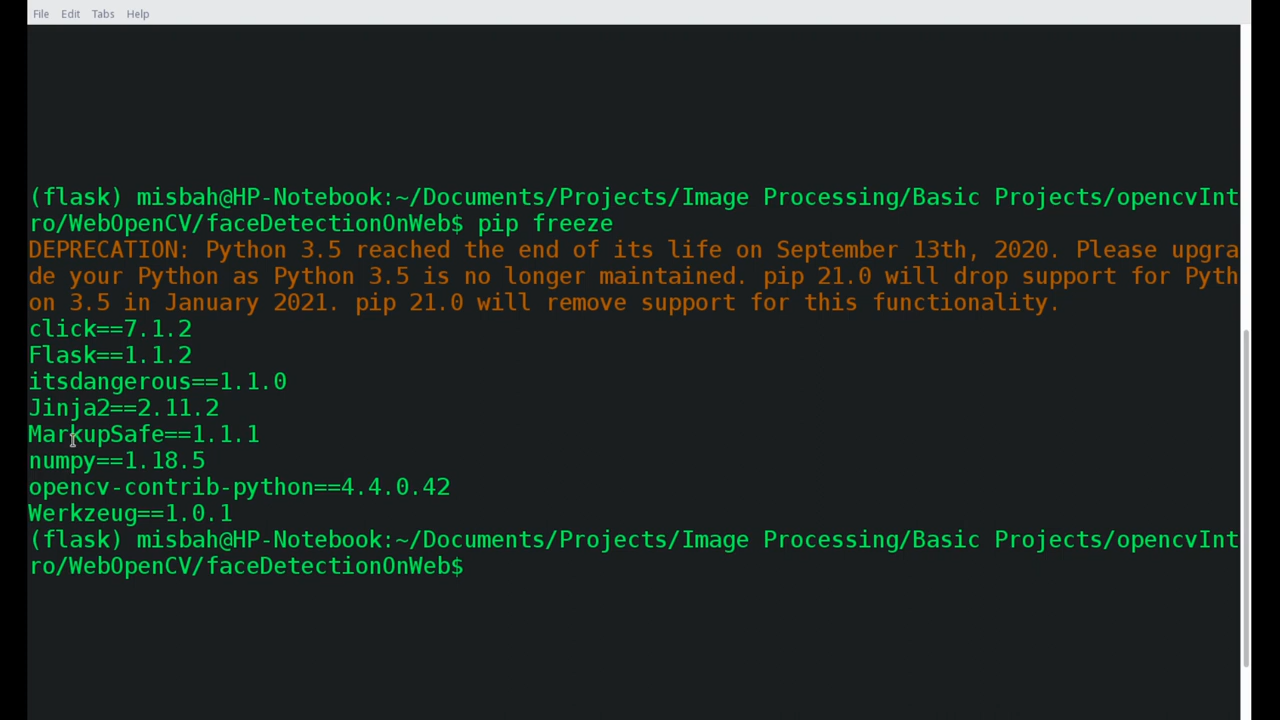 File Edit Tabs Help
(flask) misbah@HP-Notebook:~/Documents/Projects/Image Processing/Basic Projects/opencvInt
ro/WebOpenCV/faceDetectionOnWeb$ pip freeze
DEPRECATION: Python 3.5 reached the end of its life on September 13th, 2020. Please upgra
de your Python as Python 3.5 is no longer maintained. pip 21.0 will drop support for Pyth
on 3.5 in January 2021. pip 21.0 will remove support for this functionality.
click==7.1.2
Flask==1.1.2
itsdangerous==1.1.0
Jinja2==2.11.2
MarkupSafe==1.1.1
numpy==1.18.5
opencv-contrib-python==4.4.0.42
Werkzeug==1.0.1
(flask) misbah@HP-Notebook:~/Documents/Projects/Image Processing/Basic Projects/opencvInt
ro/WebOpenCV/faceDetectionOnWeb$